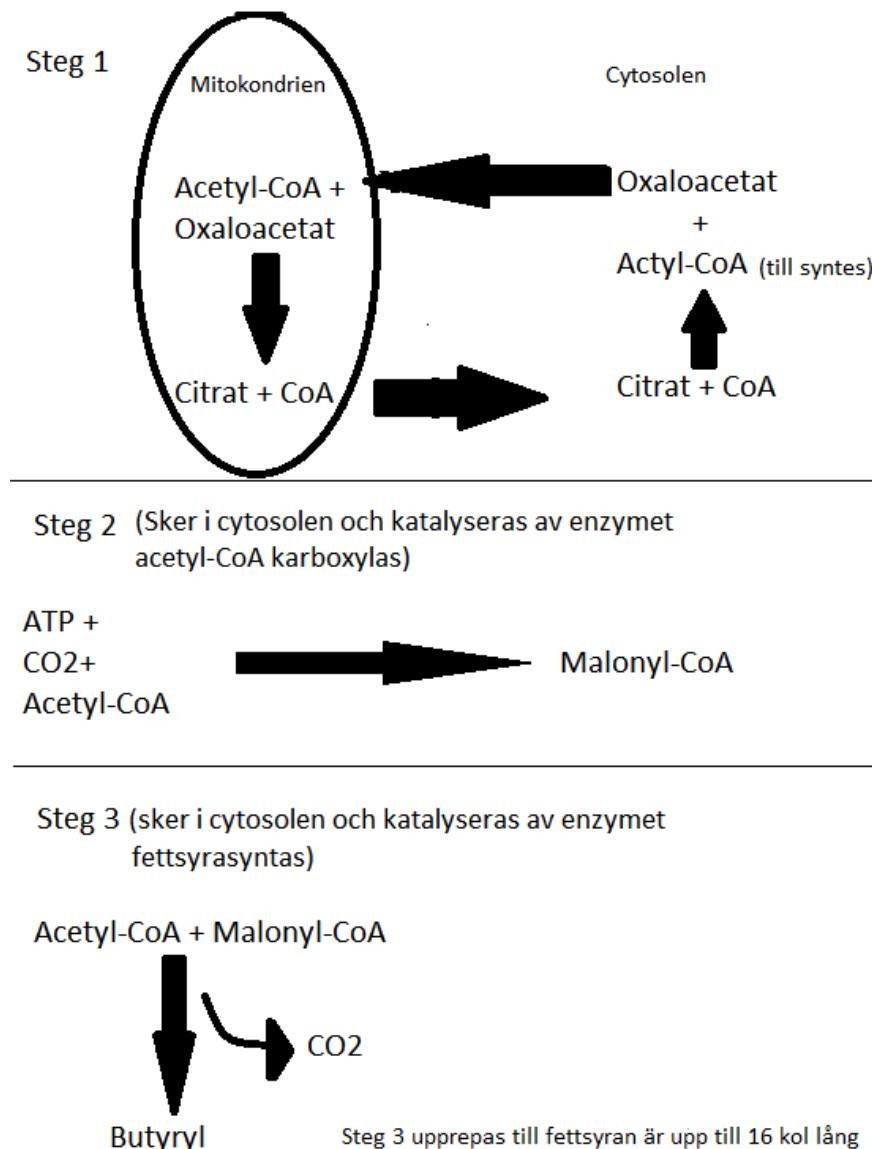 Steg 1
Mitokondrien
Cytosolen
Acetyl-CoA +
Oxaloacetat
Oxaloacetat
+
Actyl-CoA (till syntes)
Citrat + CoA
Citrat + CoA
Steg 2 (Sker i cytosolen och katalyseras av enzymet
acetyl-CoA karboxylas)
ATP +
CO2+
Acetyl-CoA
Malonyl-CoA
Steg 3 (sker i cytosolen och katalyseras av enzymet
fettsyrasyntas)
Acetyl-CoA + Malonyl-CoA
CO2
Butyryl
Steg 3 upprepas till fettsyran är upp till 16 kol lång